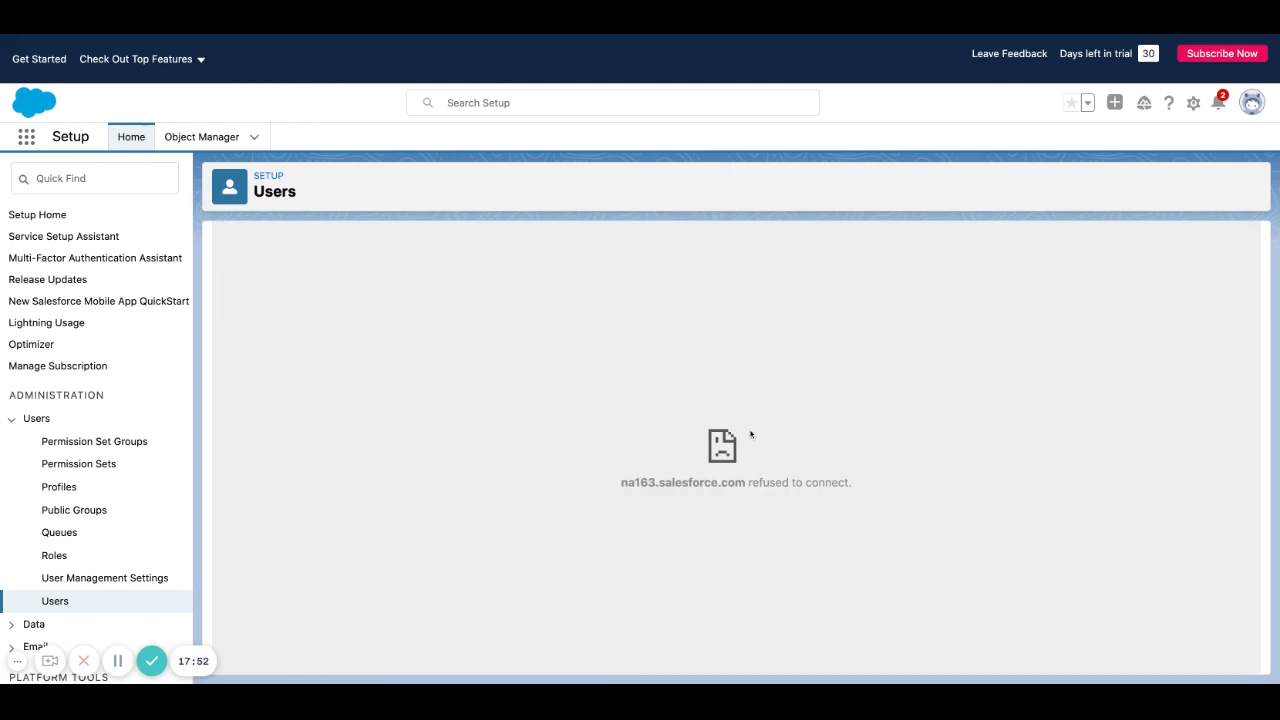 Get Started Check Out Top Features Leave Feedback Days left in trial 30 Subscribe Now
Search Setup 2
Setup Home Object Manager
Quick Find
SETUP
Users
Setup Home
Service Setup Assistant
Multi-Factor Authentication Assistant
Release Updates
New Salesforce Mobile App QuickStart
Lightning Usage
Optimizer
Manage Subscription
ADMINISTRATION
Users
Permission Set Groups
Permission Sets
Profiles
Public Groups
Queues
Roles
User Management Settings
Users
Data
Email
17:52
PLATFORM TOOLS
na163.salesforce.com refused to connect.